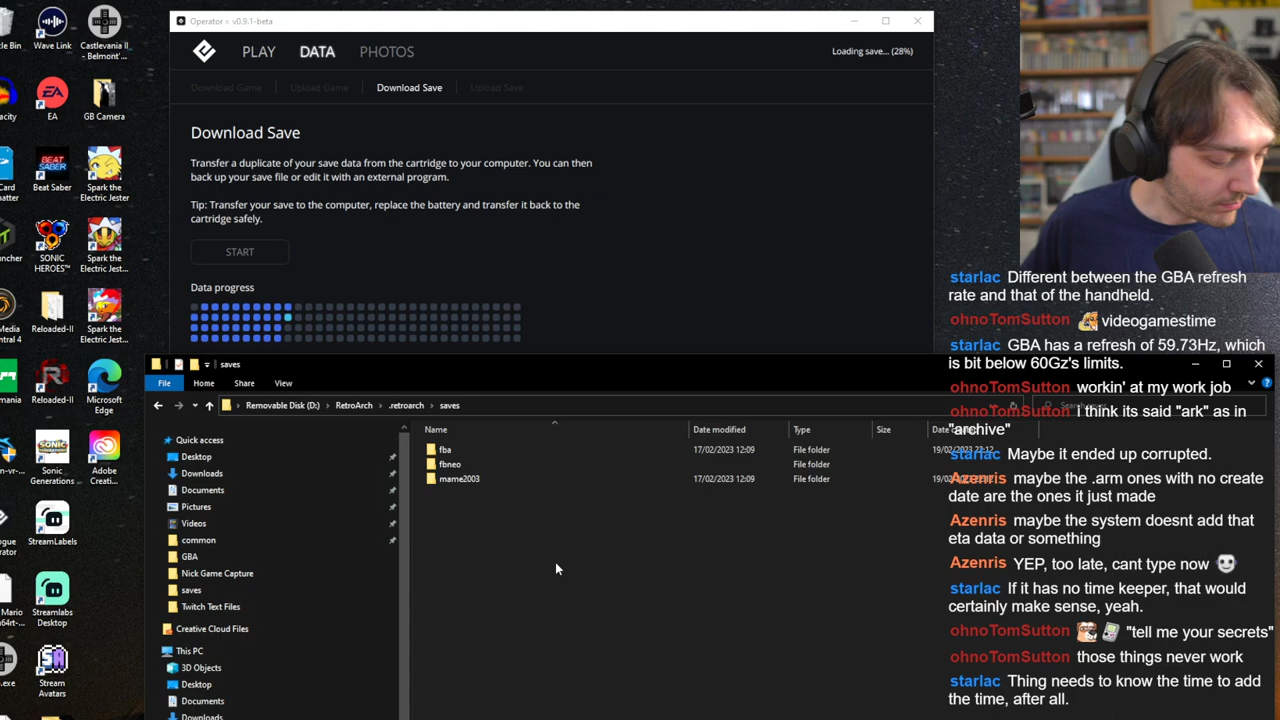 Operator » v0.9.1-beta
PLAY DATA PHOTOS
Loading save... (28%)
Download Game Upload Game Download Save Upload Save
Download Save
Transfer a duplicate of your save data from the cartridge to your computer. You can then
back up your save file or edit it with an external program.
Tip: Transfer your save to the computer, replace the battery and transfer it back to the
cartridge safely.
START
Data progress
Wave Link
Castlevania II
- Belmont'...
EA
GB Camera
Beat Saber
Spark the
Electric Jester
SONIC
HEROES™
Spark the
Electric Jest...
Reloaded-II
Spark the
Electric Jest...
Reloaded-II
Microsoft
Edge
Sonic
Generations
Adobe
Creati...
StreamLabels
Streamlabs
Desktop
Stream
Avatars
saves
File Home Share View
Removable Disk (D:) RetroArch .retroarch saves
Name Date modified Type Size
fba 17/02/2023 12:09 File folder
fbneo File folder
mame2003 17/02/2023 12:09 File folder
Quick access
Desktop
Downloads
Documents
Pictures
Videos
common
GBA
Nick Game Capture
saves
Twitch Text Files
Creative Cloud Files
This PC
3D Objects
Desktop
Documents
Downloads
starlac Different between the GBA refresh
rate and that of the handheld.
ohnoTomSutton videogamestime
starlac GBA has a refresh of 59.73Hz, which
is bit below 60Gz's limits.
ohnoTomSutton workin' at my work job
ohnoTomSutton i think its said "ark" as in
"archive"
starlac Maybe it ended up corrupted.
Azenris maybe the .arm ones with no create
date are the ones it just made
Azenris maybe the system doesnt add that
eta data or something
Azenris YEP, too late, cant type now
starlac If it has no time keeper, that would
certainly make sense, yeah.
ohnoTomSutton "tell me your secrets"
ohnoTomSutton those things never work
starlac Thing needs to know the time to add
the time, after all.